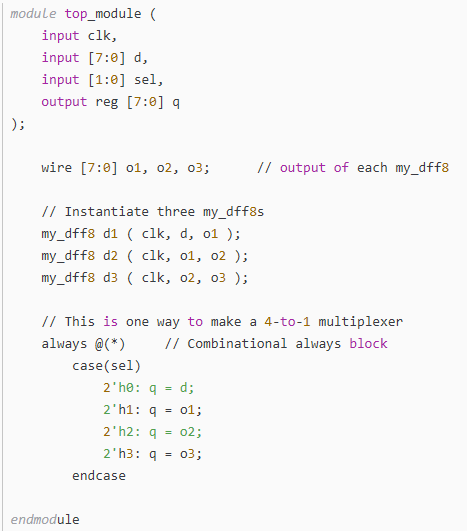 module top_module (
    input clk,
    input [7:0] d,
    input [1:0] sel,
    output reg [7:0] q
);

    wire [7:0] o1, o2, o3;      // output of each my_dff8

    // Instantiate three my_dff8s
    my_dff8 d1 ( clk, d, o1 );
    my_dff8 d2 ( clk, o1, o2 );
    my_dff8 d3 ( clk, o2, o3 );

    // This is one way to make a 4-to-1 multiplexer
    always @(*)     // Combinational always block
        case(sel)
            2'h0: q = d;
            2'h1: q = o1;
            2'h2: q = o2;
            2'h3: q = o3;
        endcase

endmodule